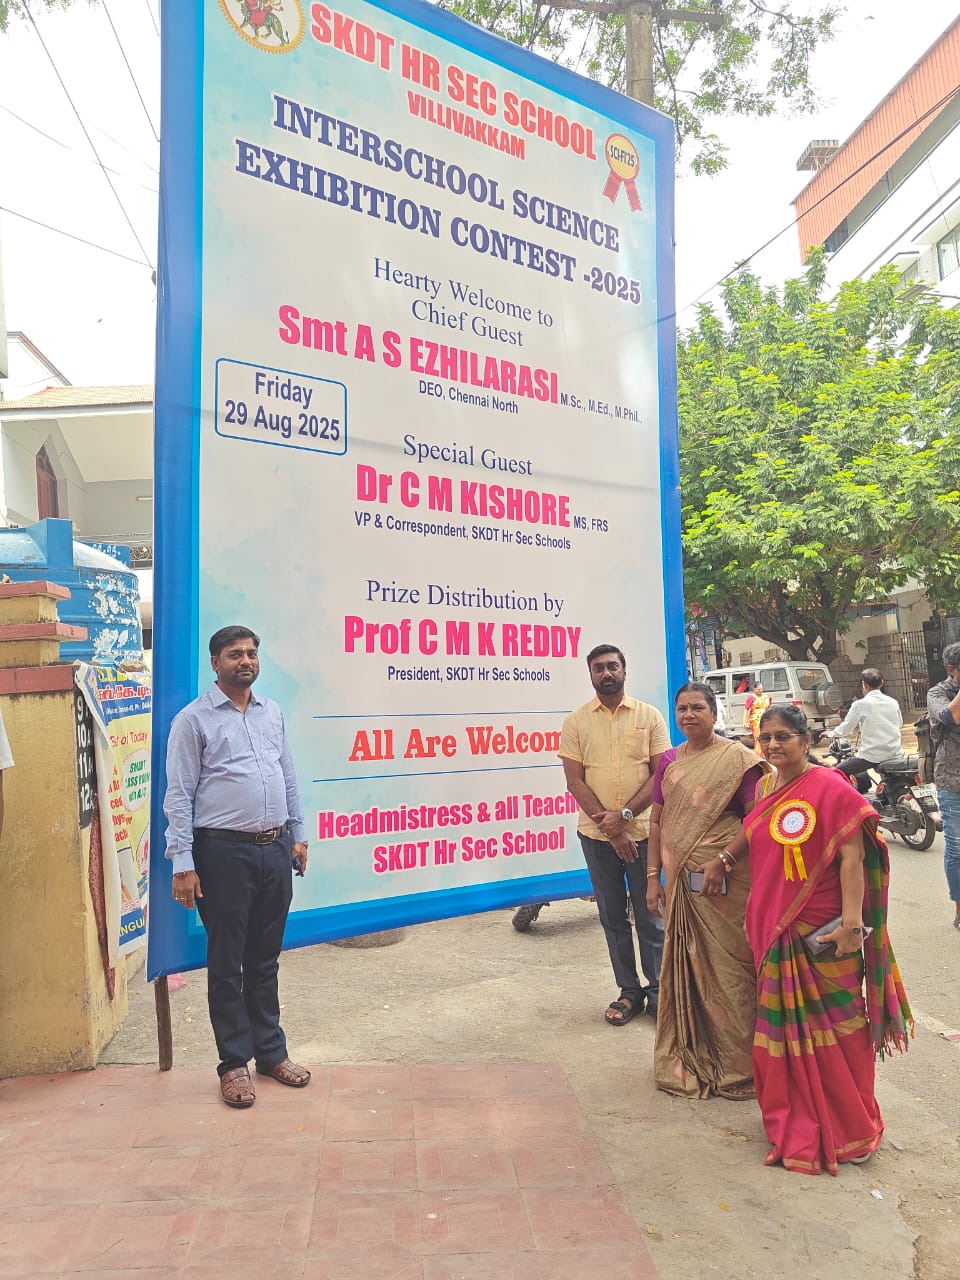 SKDT HR SEC SCHOOL
VILLIVAKKAM
SCI-FI'25
INTERSCHOOL SCIENCE
EXHIBITION CONTEST -2025
Hearty Welcome to
Chief Guest
Smt A S EZHILARASI M.Sc., M.Ed., M.Phil.,
DEO, Chennai North
Friday
29 Aug 2025
Special Guest
Dr C M KISHORE MS, FRS
VP & Correspondent, SKDT Hr Sec Schools
Prize Distribution by
Prof C M K REDDY
President, SKDT Hr Sec Schools
All Are Welcom
Headmistress & all Teach
SKDT Hr Sec School